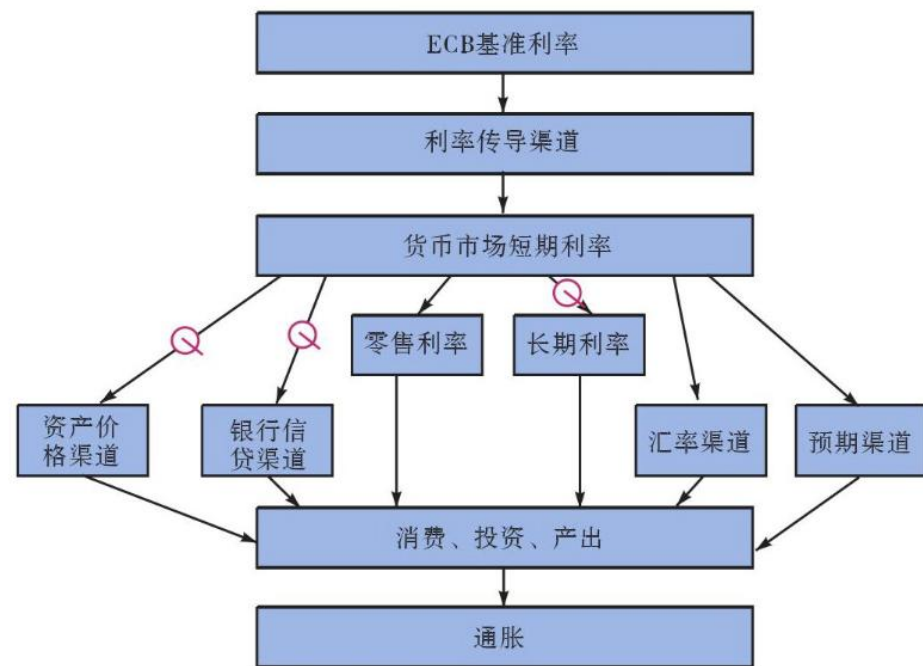 ECB基准利率
利率传导渠道
货币市场短期利率
零售利率
长期利率
资产价
格渠道
银行信
贷渠道
汇率渠道
预期渠道
消费、投资、产出
通胀